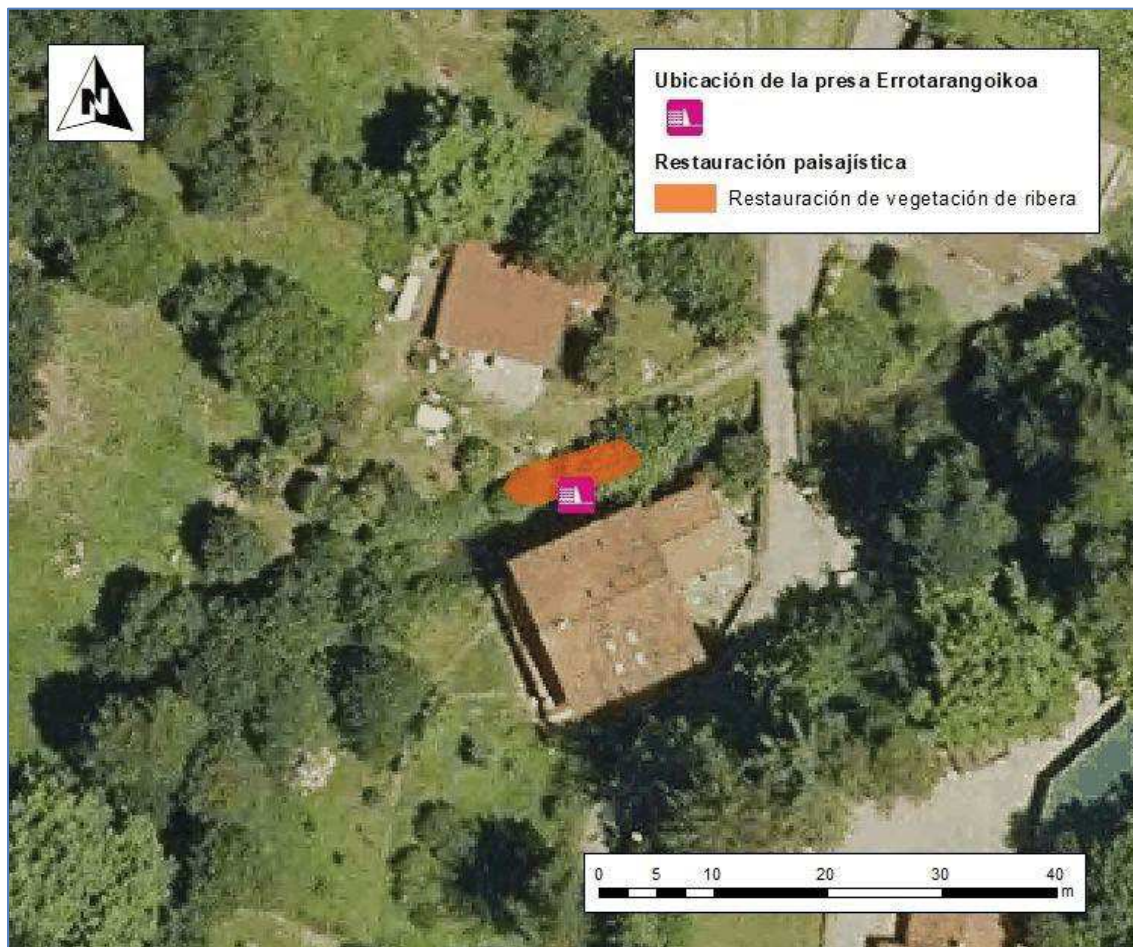 N
Ubicación de la presa Errotarangoikoa
Restauración paisajística
Restauración de vegetación de ribera
0 5 10 20 30 40
m